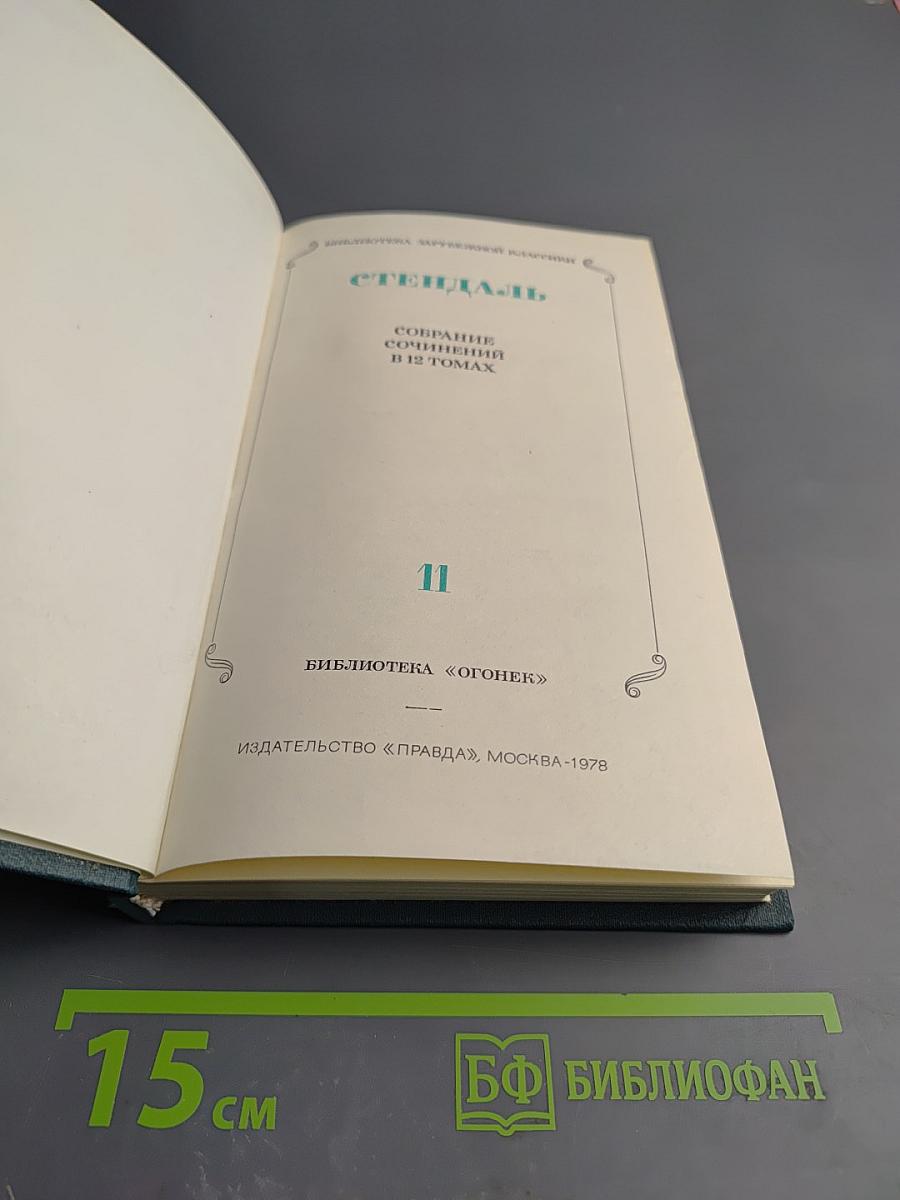 БИБЛИОТЕКА ЗАРУБЕЖНОЙ КЛАССИКИ
СТЕНДАЛЬ
СОБРАНИЕ
СОЧИНЕНИЙ
В 12 ТОМАХ
11
БИБЛИОТЕКА «ОГОНЕК»
ИЗДАТЕЛЬСТВО «ПРАВДА», МОСКВА-1978
15 СМ
БФ БИБЛИОФАН